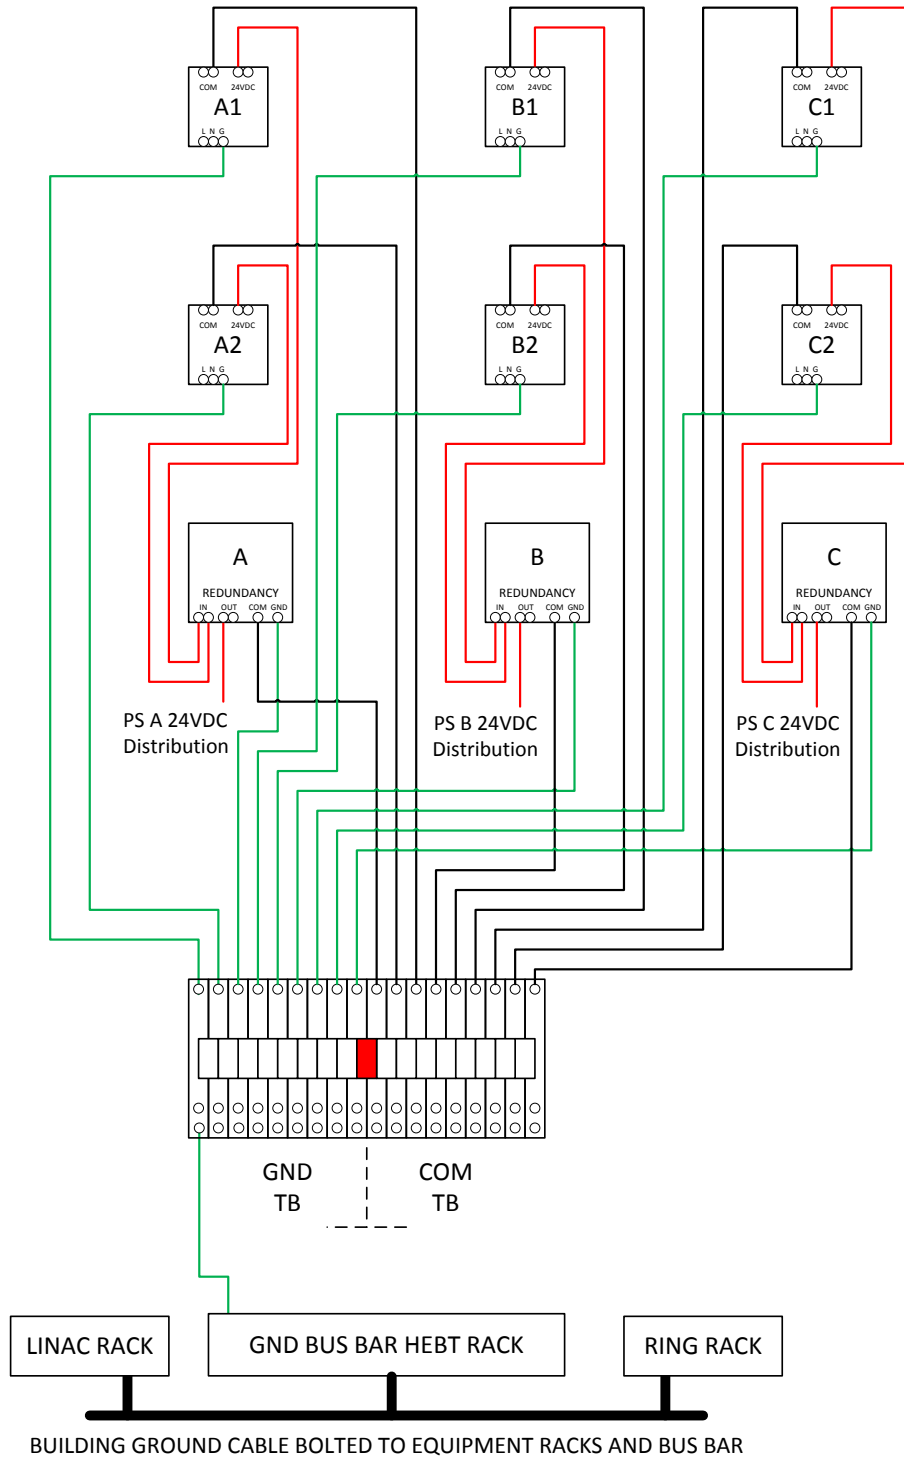 COM 24VDC
A1
L N G
COM 24VDC
B1
L N G
COM 24VDC
C1
L N G
COM 24VDC
A2
L N G
COM 24VDC
B2
L N G
COM 24VDC
C2
L N G
A
REDUNDANCY
IN OUT COM GND
B
REDUNDANCY
IN OUT COM GND
C
REDUNDANCY
IN OUT COM GND
PS A 24VDC
Distribution
PS B 24VDC
Distribution
PS C 24VDC
Distribution
GND
TB
COM
TB
LINAC RACK
GND BUS BAR HEBT RACK
RING RACK
BUILDING GROUND CABLE BOLTED TO EQUIPMENT RACKS AND BUS BAR